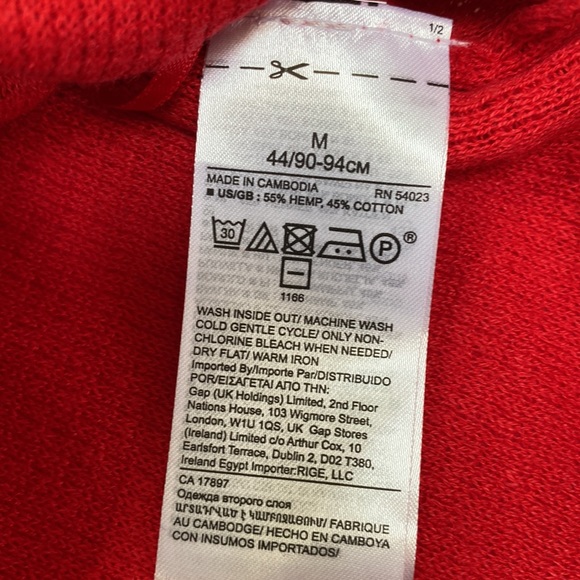 1/2
M
44/90-94CM
MADE IN CAMBODIA RN 54023
■ US/GB : 55% HEMP, 45% COTTON
30 P ®
1166
WASH INSIDE OUT/ MACHINE WASH
COLD GENTLE CYCLE/ ONLY NON-
CHLORINE BLEACH WHEN NEEDED/
DRY FLAT/ WARM IRON
Imported By/Importe Par/DISTRIBUIDO
POR/ΕΙΣΑΓΕΤΑΙ ΑΠΟ ΤΗΝ:
Gap (UK Holdings) Limited, 2nd Floor
Nations House, 103 Wigmore Street,
London, W1U 1QS, UK Gap Stores
(Ireland) Limited c/o Arthur Cox, 10
Earlsfort Terrace, Dublin 2, D02 T380,
Ireland Egypt Importer:RIGE, LLC
CA 17897
Одежда второго слоя
ԱՐՏԱԴՐՎԱԾ Է ԿԱՄԲՈՋԱՅՈՒՄ/ FABRIQUE
AU CAMBODGE/ HECHO EN CAMBOYA
CON INSUMOS IMPORTADOS/